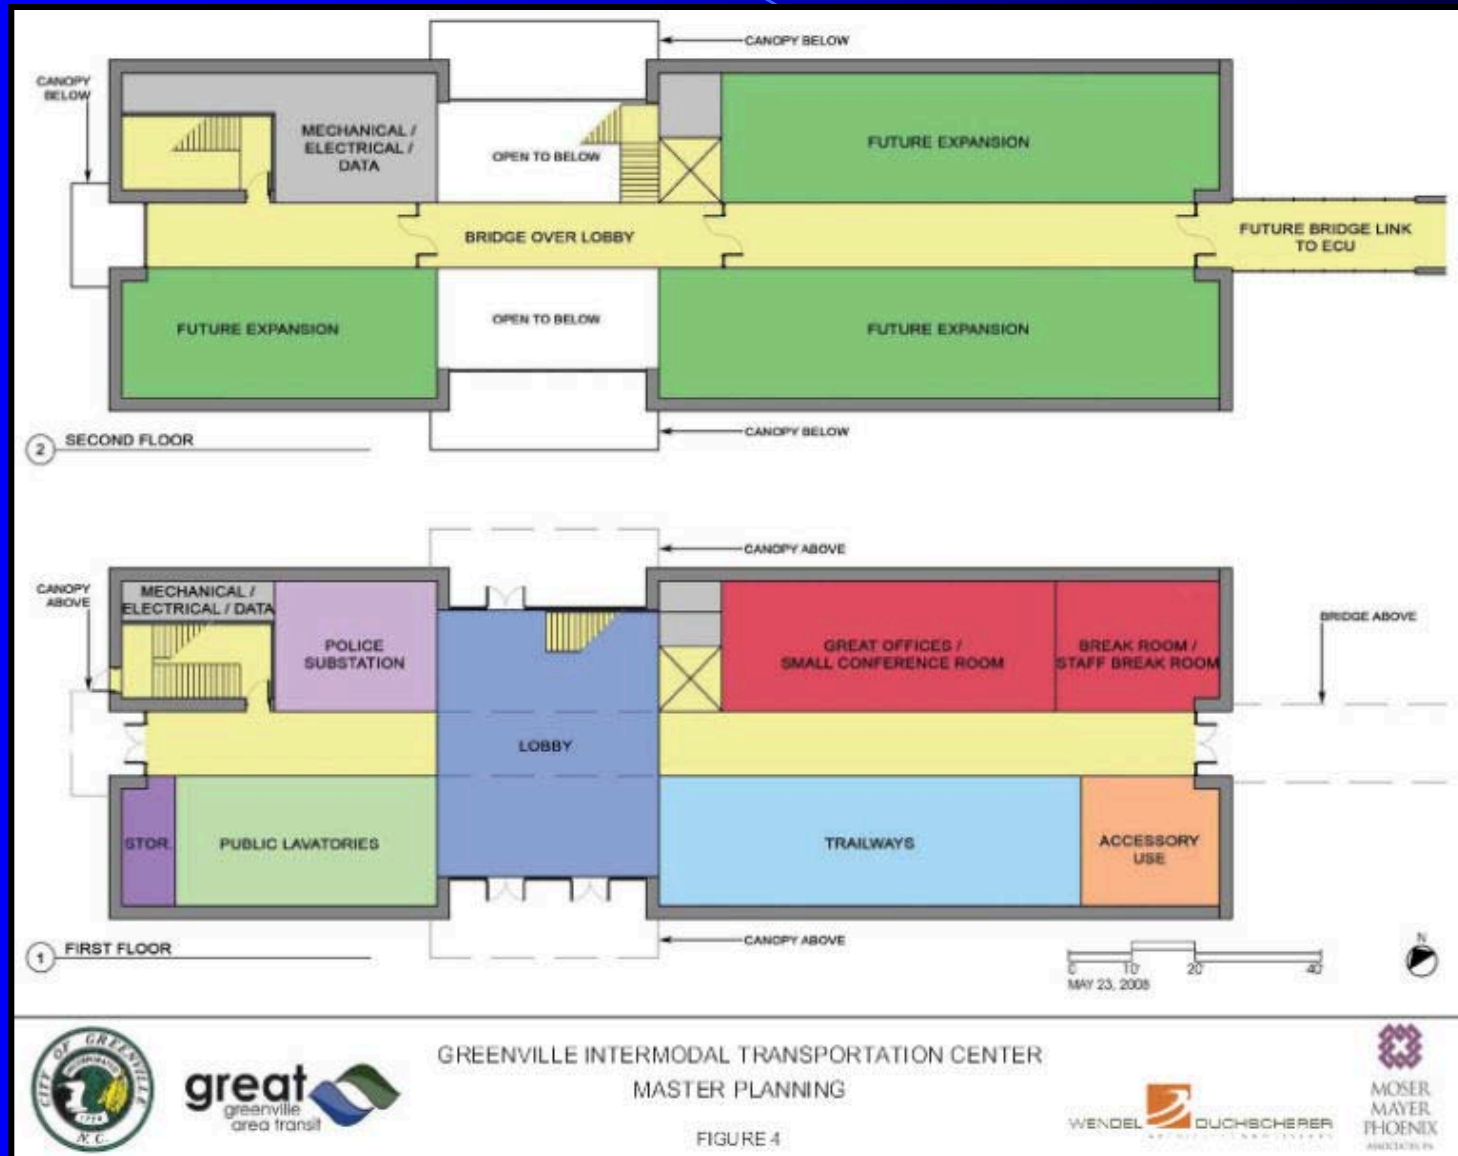 CANOPY BELOW
CANOPY
BELOW
MECHANICAL /
ELECTRICAL /
DATA
OPEN TO BELOW
FUTURE EXPANSION
BRIDGE OVER LOBBY
FUTURE BRIDGE LINK
TO ECU
FUTURE EXPANSION
OPEN TO BELOW
FUTURE EXPANSION
CANOPY BELOW
2 SECOND FLOOR
CANOPY ABOVE
CANOPY
ABOVE
MECHANICAL /
ELECTRICAL / DATA
POLICE
SUBSTATION
GREAT OFFICES /
SMALL CONFERENCE ROOM
BREAK ROOM /
STAFF BREAK ROOM
BRIDGE ABOVE
LOBBY
STOR.
PUBLIC LAVATORIES
TRAILWAYS
ACCESSORY
USE
CANOPY ABOVE
1 FIRST FLOOR
N
0 10' 20' 40'
MAY 23, 2008
CITY OF GREENVILLE
N.C.
great
greenville
area transit
GREENVILLE INTERMODAL TRANSPORTATION CENTER
MASTER PLANNING
FIGURE 4
WENDEL DUCHSCHERER
MOSER
MAYER
PHOENIX